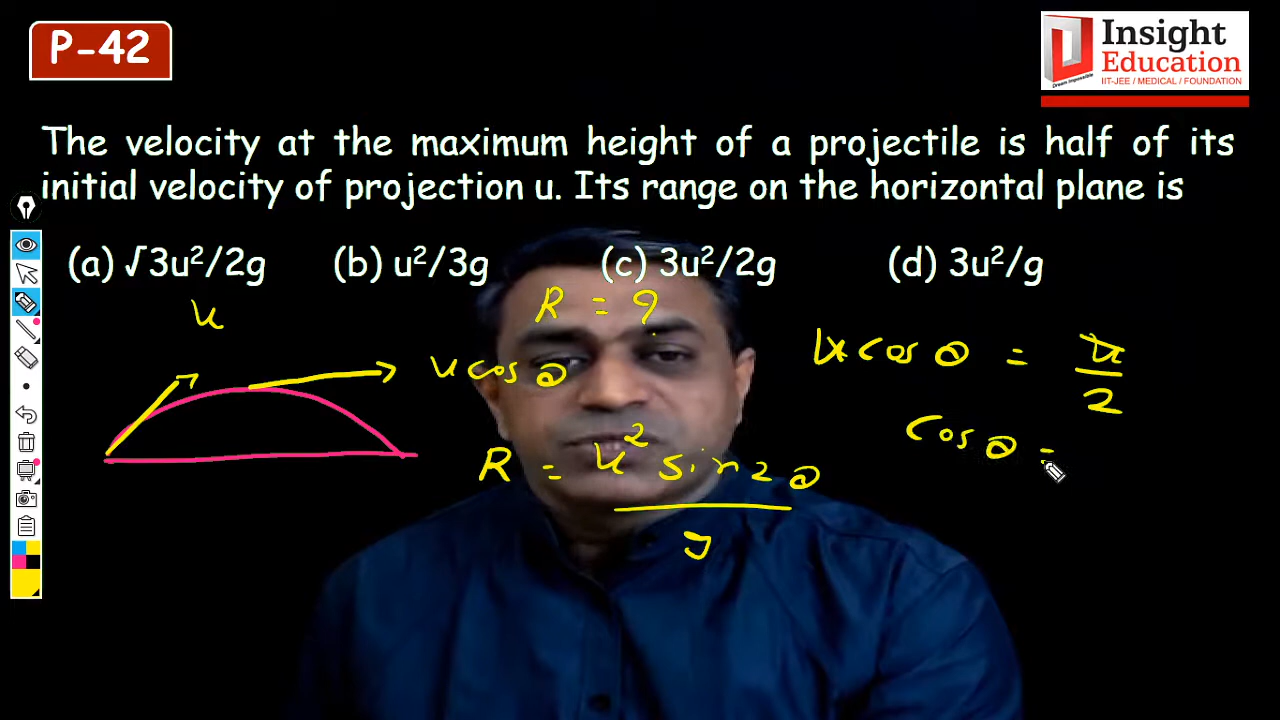 P-42
Insight
Education
IIT-JEE / MEDICAL / FOUNDATION
Dream Impossible
The velocity at the maximum height of a projectile is half of its
initial velocity of projection u. Its range on the horizontal plane is
(a) √3u²/2g (b) u²/3g (c) 3u²/2g (d) 3u²/g
u
R = ?
u cos θ
u cos θ = u/2
cos θ =
R = u² sin 2θ
g